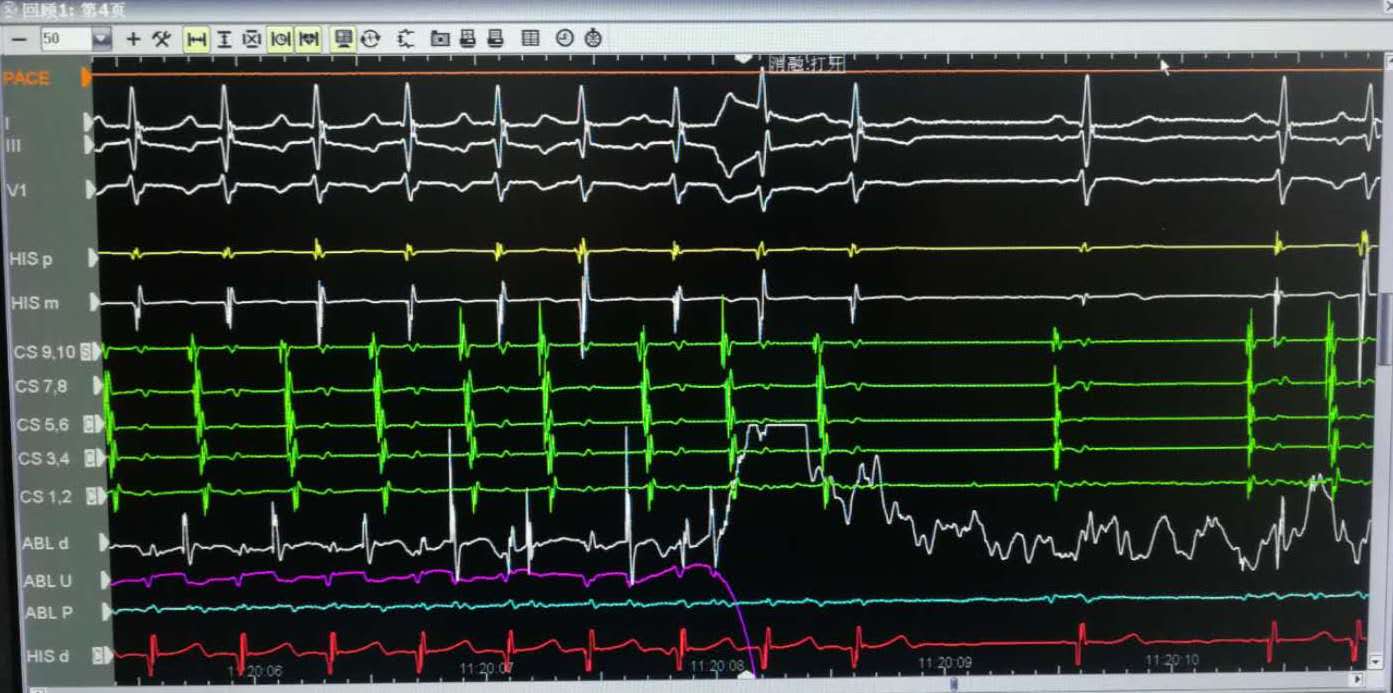 回顾1: 第4页
50
消融:打开
PACE
I
III
V1
HIS p
HIS m
CS 9,10 S
CS 7,8
CS 5,6 C
CS 3,4 C
CS 1,2 C
ABL d
ABL U
ABL P
HIS d C
11:20:06 11:20:07 11:20:08 11:20:09 11:20:10